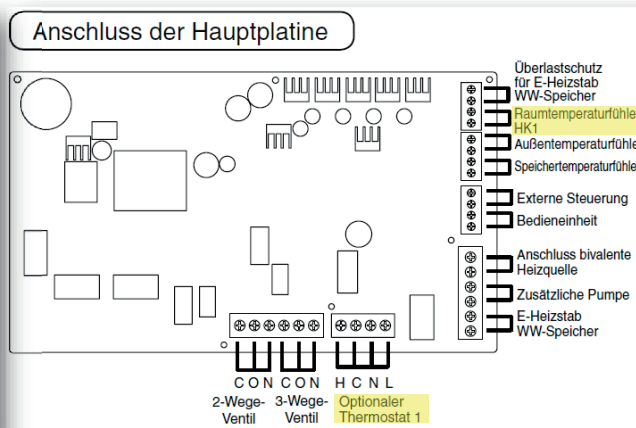 Anschluss der Hauptplatine
Überlastschutz
für E-Heizstab
WW-Speicher
Raumtemperaturfühle
HK1
Außentemperaturfühle
Speichertemperaturfühle
Externe Steuerung
Bedieneinheit
Anschluss bivalente
Heizquelle
Zusätzliche Pumpe
E-Heizstab
WW-Speicher
C O N C O N H C N L
2-Wege-
Ventil
3-Wege-
Ventil
Optionaler
Thermostat 1